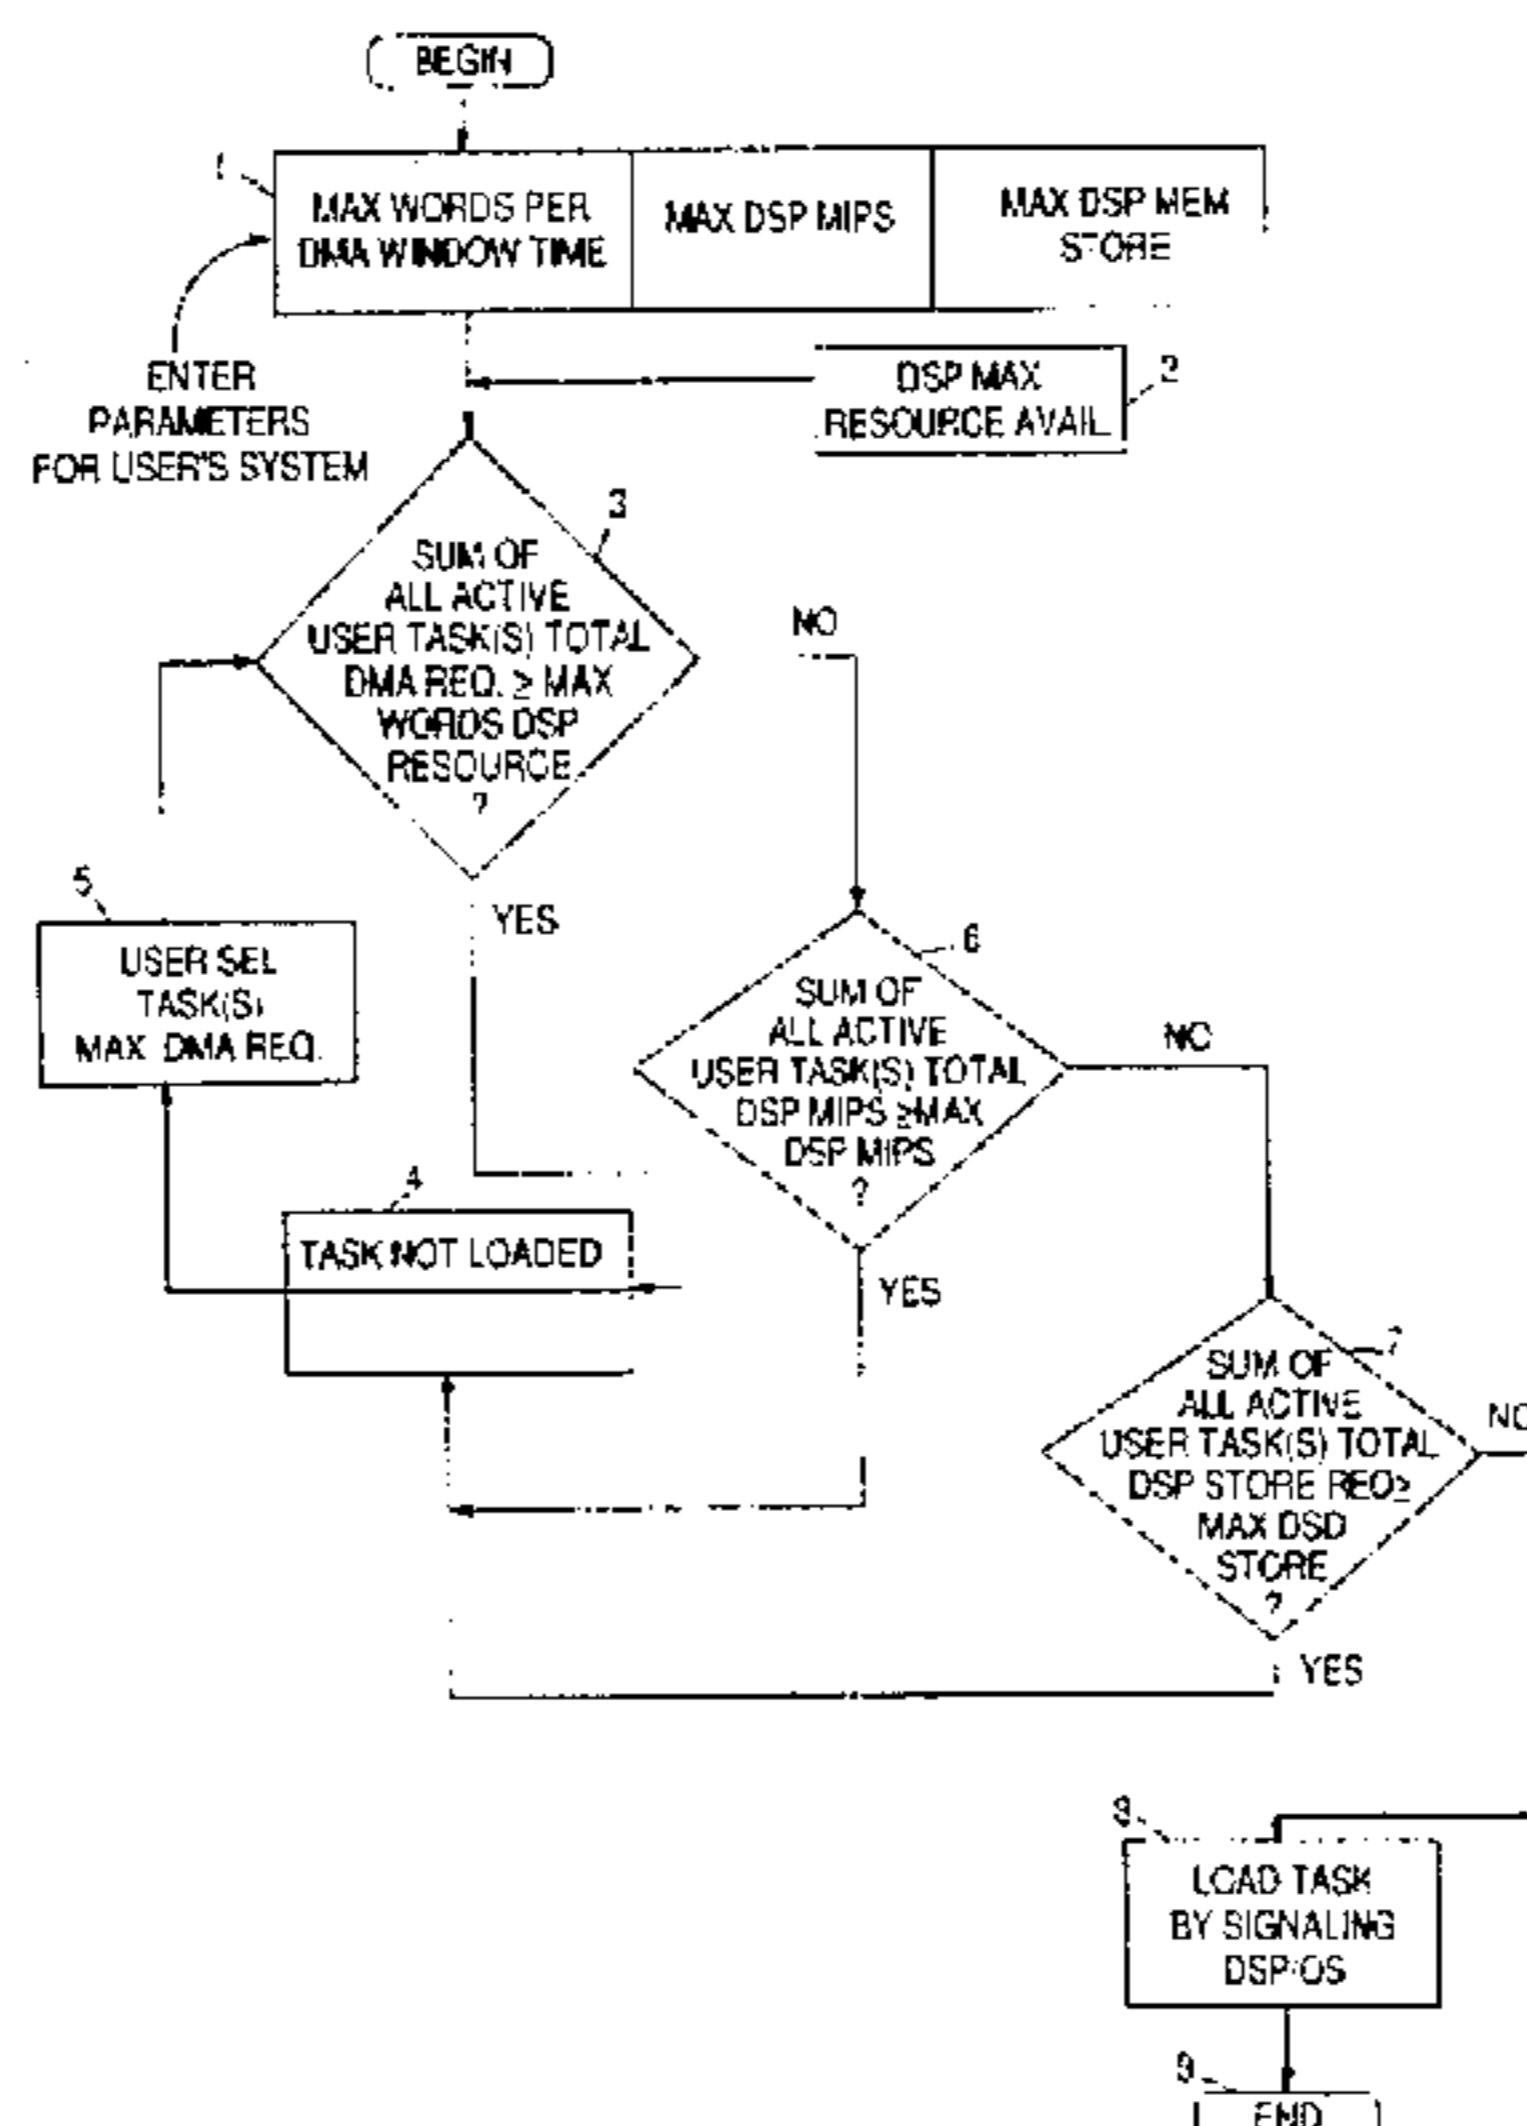 BEGIN
1
MAX WORDS PER
DMA WINDOW TIME
MAX DSP MIPS
MAX DSP MEM
STORE
ENTER
PARAMETERS
FOR USER'S SYSTEM
DSP MAX
RESOURCE AVAIL.
2
3
SUM OF
ALL ACTIVE
USER TASK(S) TOTAL
DMA REQ. ≥ MAX
WORDS DSP
RESOURCE
?
NO
YES
5
USER SEL
TASK(S)
MAX DMA REQ.
6
SUM OF
ALL ACTIVE
USER TASK(S) TOTAL
DSP MIPS ≥MAX
DSP MIPS
?
NO
YES
4
TASK NOT LOADED
7
SUM OF
ALL ACTIVE
USER TASK(S) TOTAL
DSP STORE REQ≥
MAX DSD
STORE
?
NO
YES
LOAD TASK
BY SIGNALING
DSP/OS
9
END